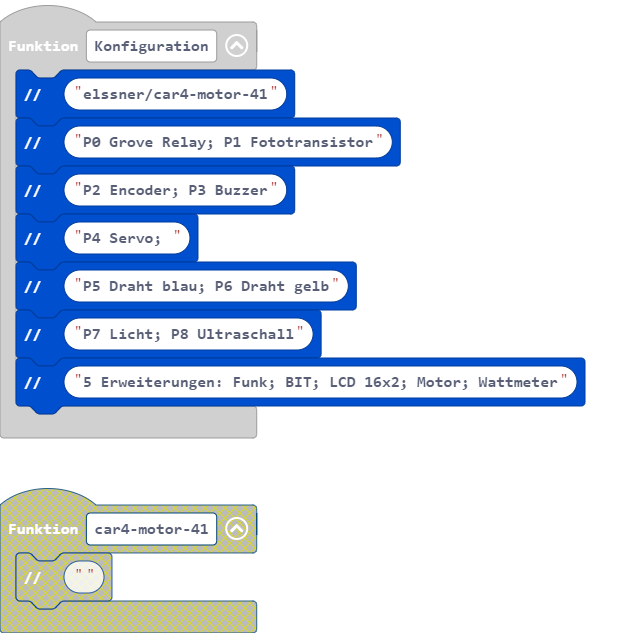 Funktion Konfiguration
// "elssner/car4-motor-41"
// "P0 Grove Relay; P1 Fototransistor"
// "P2 Encoder; P3 Buzzer"
// "P4 Servo; "
// "P5 Draht blau; P6 Draht gelb"
// "P7 Licht; P8 Ultraschall"
// "5 Erweiterungen: Funk; BIT; LCD 16x2; Motor; Wattmeter"
Funktion car4-motor-41
// ""